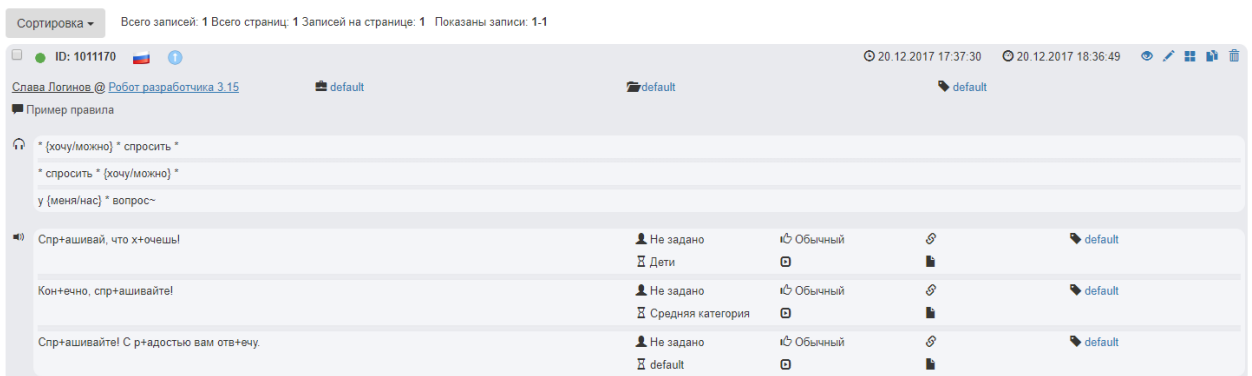 Сортировка Всего записей: 1 Всего страниц: 1 Записей на странице: 1 Показаны записи: 1-1
ID: 1011170 20.12.2017 17:37:30 20.12.2017 18:36:49
Слава Логинов @ Робот разработчика 3.15 default default default
Пример правила
* {хочу/можно} * спросить *
* спросить * {хочу/можно} *
у {меня/нас} * вопрос~
Спр+ашивай, что х+очешь! Не задано Обычный default
Дети
Кон+ечно, спр+ашивайте! Не задано Обычный default
Средняя категория
Спр+ашивайте! С р+адостью вам отв+ечу. Не задано Обычный default
default